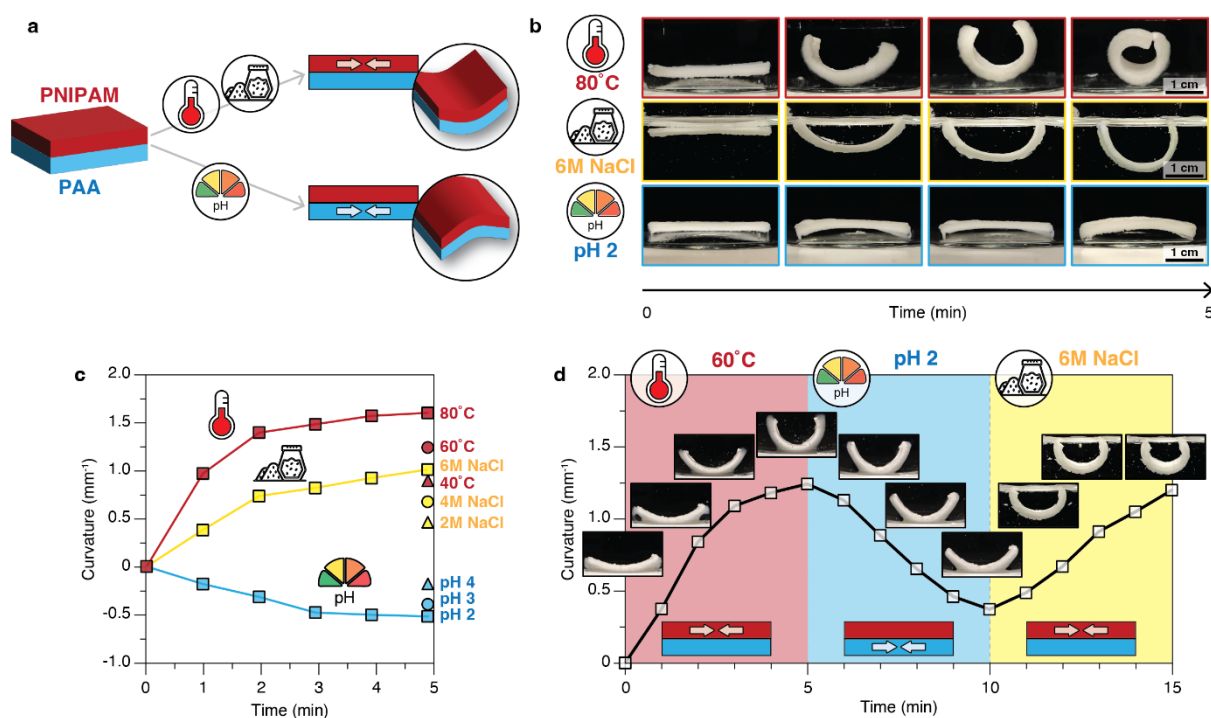 a
PNIPAM
PAA
pH
b
80˚C
6M NaCl
pH
pH 2
1 cm
1 cm
1 cm
0
5
Time (min)
c
2.0
1.5
1.0
0.5
0
-0.5
-1.0
Curvature (mm⁻¹)
0
1
2
3
4
5
Time (min)
pH
80˚C
60˚C
6M NaCl
40˚C
4M NaCl
2M NaCl
pH 4
pH 3
pH 2
d
60˚C
pH
pH 2
6M NaCl
2.0
1.5
1.0
0.5
0
Curvature (mm⁻¹)
0
5
10
15
Time (min)